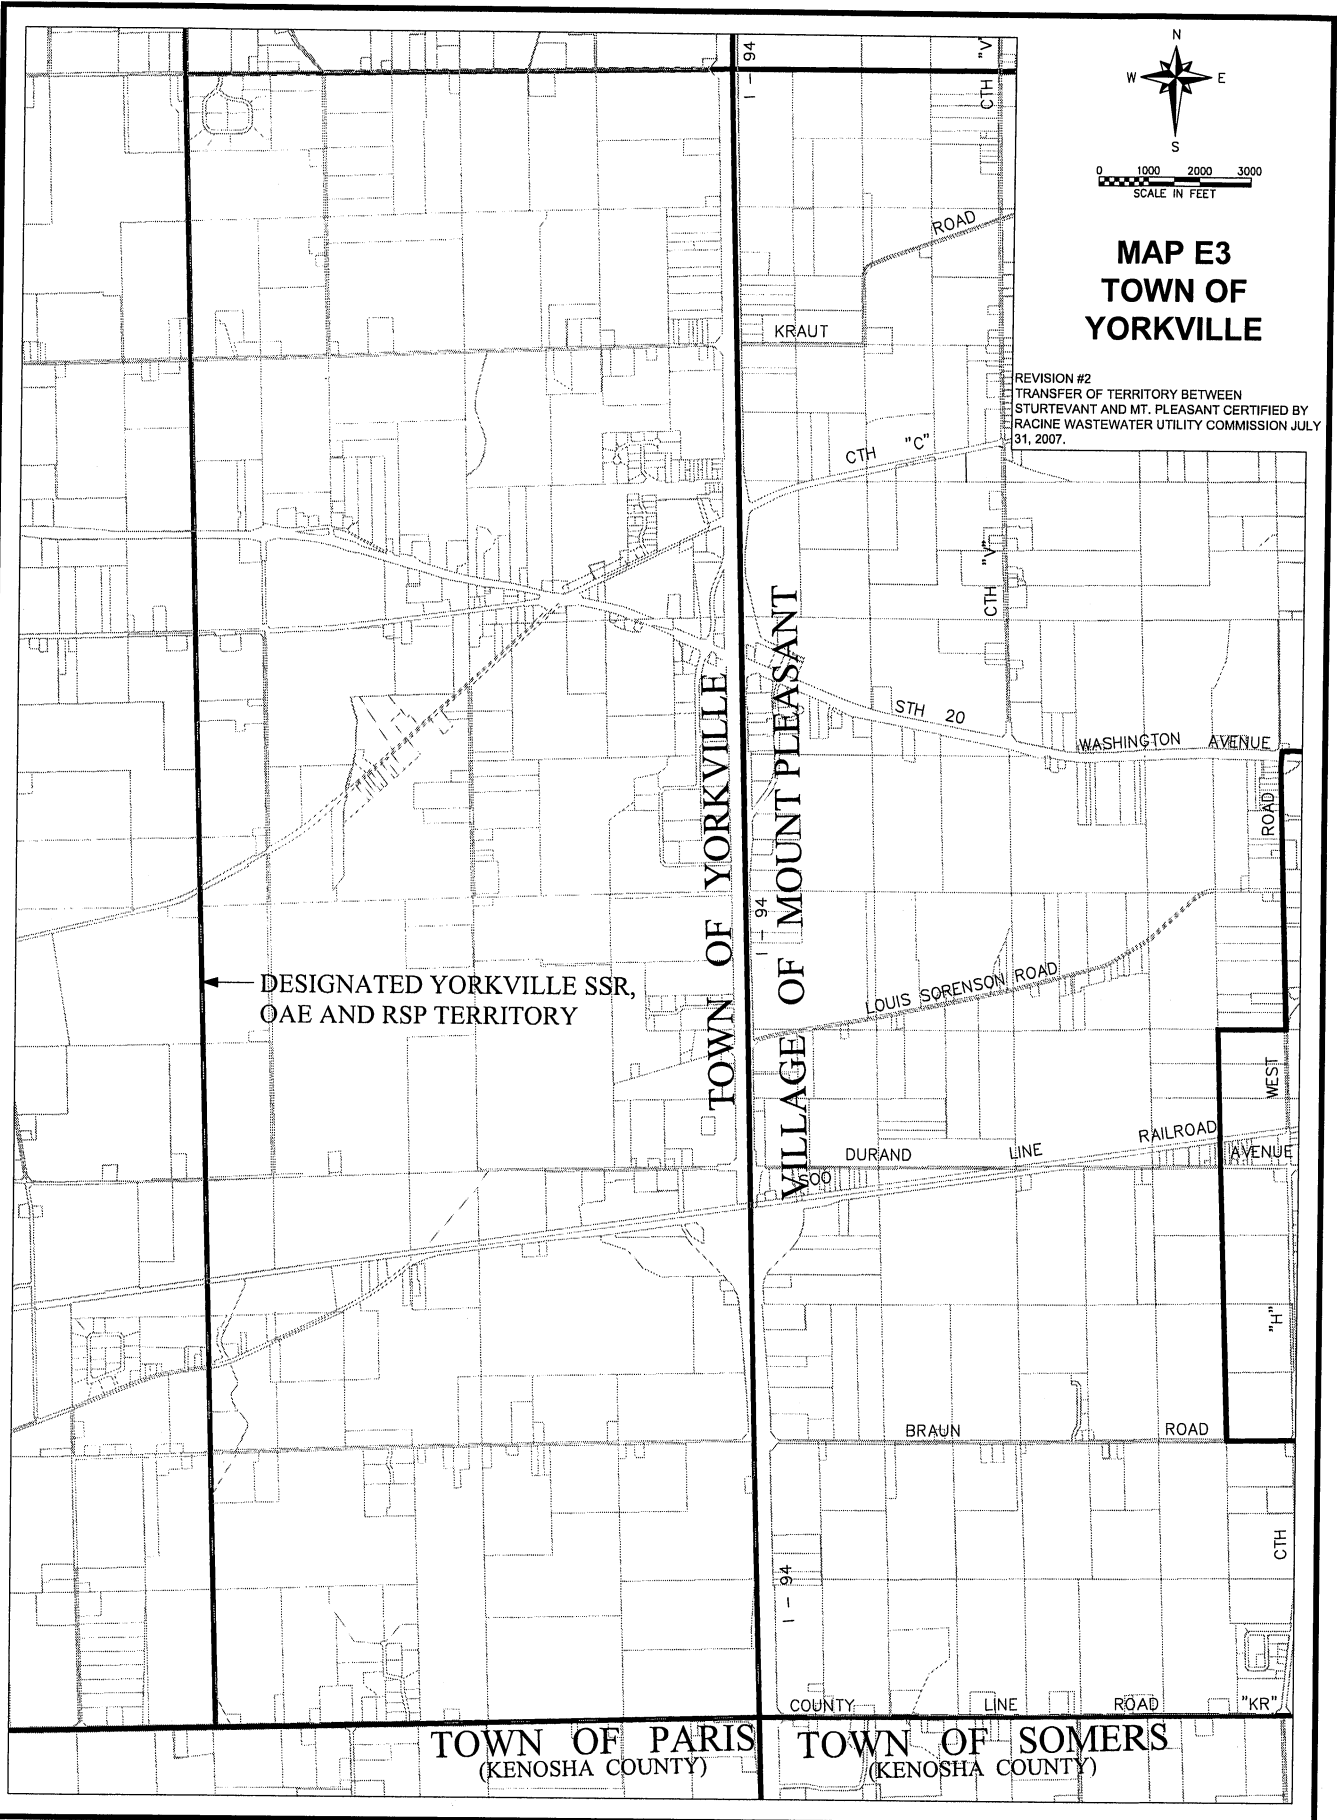 I - 94
CTH "V"
N
W E
S
0 1000 2000 3000
SCALE IN FEET
MAP E3
TOWN OF
YORKVILLE
REVISION #2
TRANSFER OF TERRITORY BETWEEN
STURTEVANT AND MT. PLEASANT CERTIFIED BY
RACINE WASTEWATER UTILITY COMMISSION JULY
31, 2007.
KRAUT ROAD
CTH "C"
CTH "V"
STH 20
WASHINGTON AVENUE
TOWN OF YORKVILLE
VILLAGE OF MOUNT PLEASANT
I - 94
DESIGNATED YORKVILLE SSR,
OAE AND RSP TERRITORY
LOUIS SORENSON ROAD
WEST ROAD
DURAND AVENUE
SOO LINE RAILROAD
CTH "H"
BRAUN ROAD
I - 94
COUNTY LINE ROAD "KR"
TOWN OF PARIS
(KENOSHA COUNTY)
TOWN OF SOMERS
(KENOSHA COUNTY)